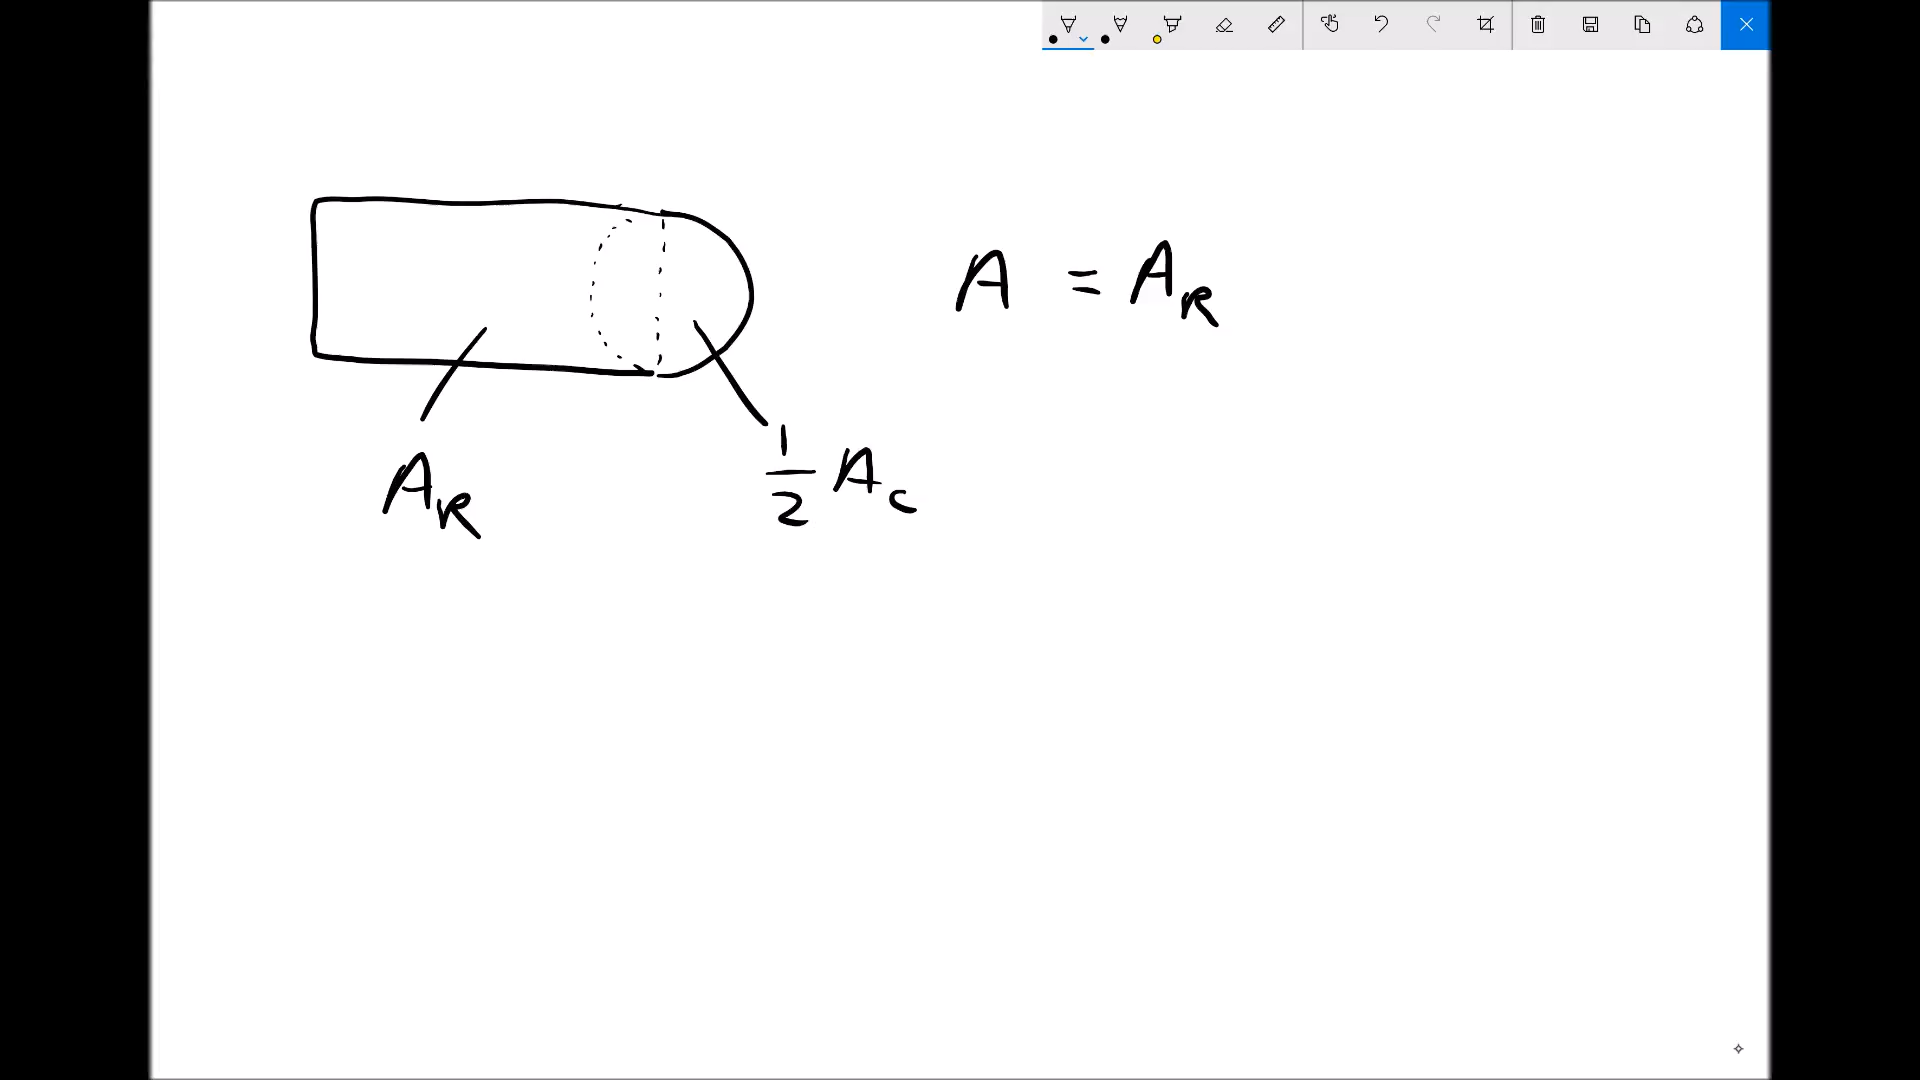 A = A_R
A_R
1/2 A_c